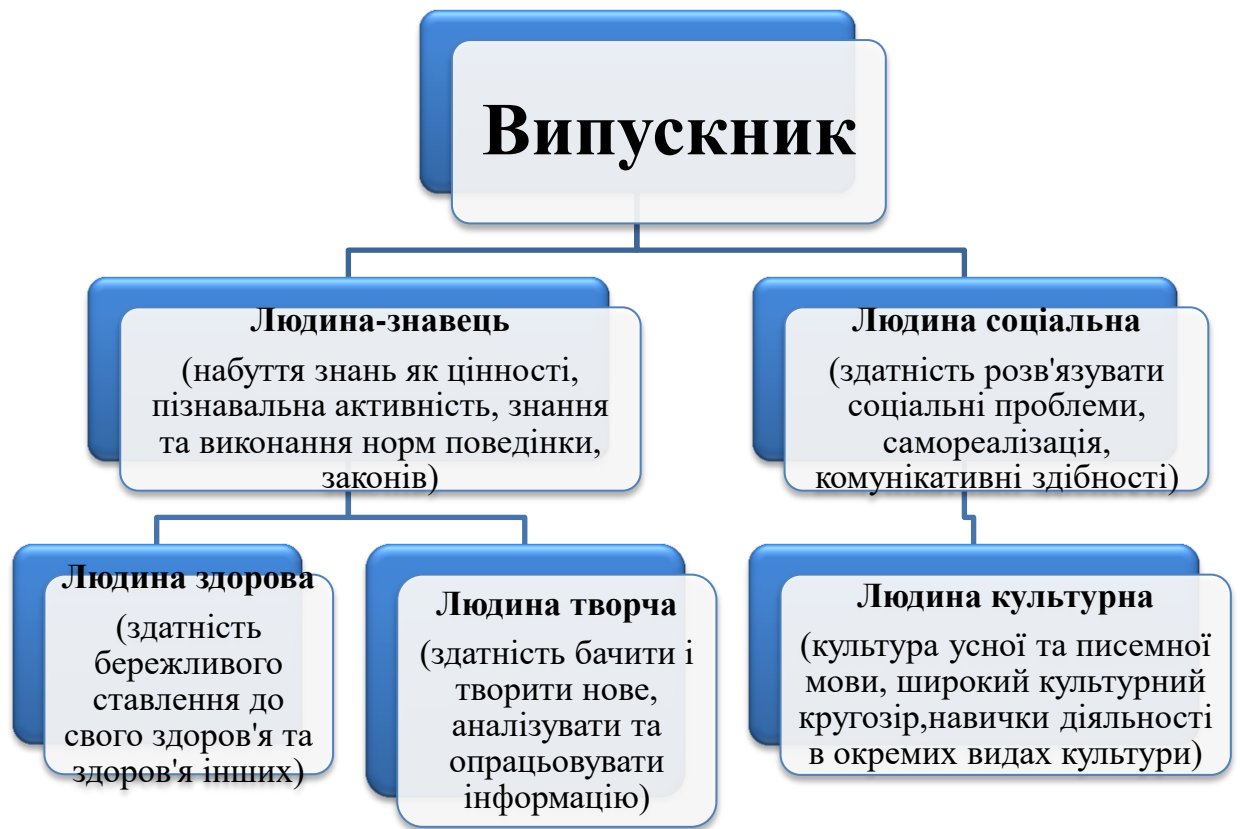 Випускник
Людина-знавець
(набуття знань як цінності,
пізнавальна активність, знання
та виконання норм поведінки,
законів)
Людина соціальна
(здатність розв'язувати
соціальні проблеми,
самореалізація,
комунікативні здібності)
Людина здорова
(здатність
бережливого
ставлення до
свого здоров'я та
здоров'я інших)
Людина творча
(здатність бачити і
творити нове,
аналізувати та
опрацьовувати
інформацію)
Людина культурна
(культура усної та писемної
мови, широкий культурний
кругозір,навички діяльності
в окремих видах культури)